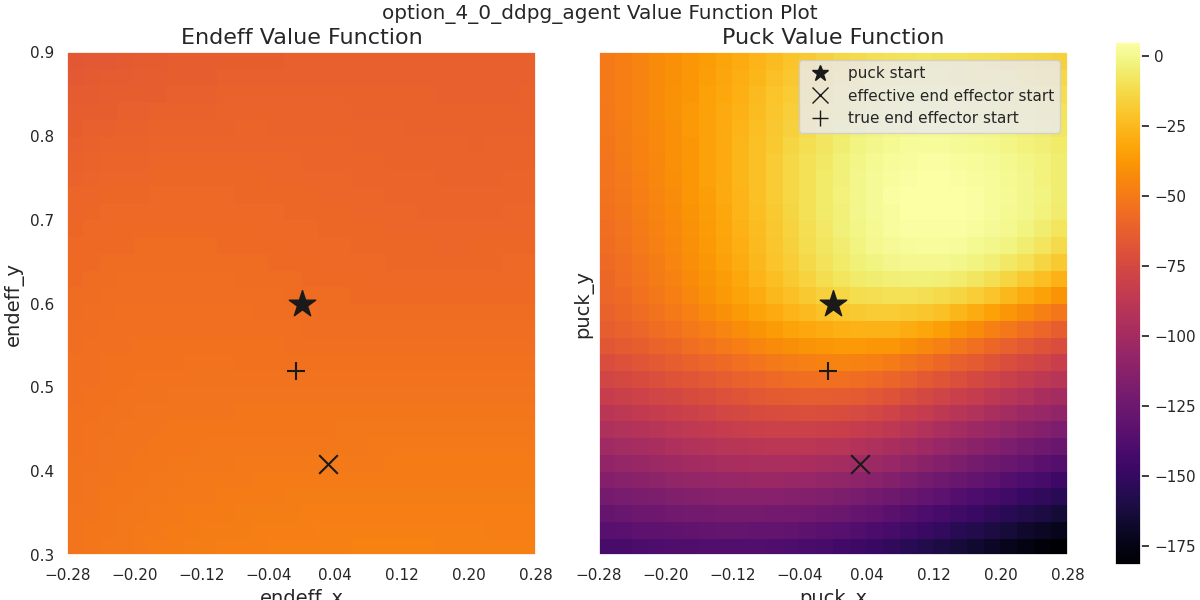 option_4_0_ddpg_agent Value Function Plot
Endeff Value Function
Puck Value Function
puck start
effective end effector start
true end effector start
endeff_y
0.9
0.8
0.7
0.6
0.5
0.4
0.3
−0.28 −0.20 −0.12 −0.04 0.04 0.12 0.20 0.28
endeff_x
puck_y
−0.28 −0.20 −0.12 −0.04 0.04 0.12 0.20 0.28
puck_x
0
−25
−50
−75
−100
−125
−150
−175